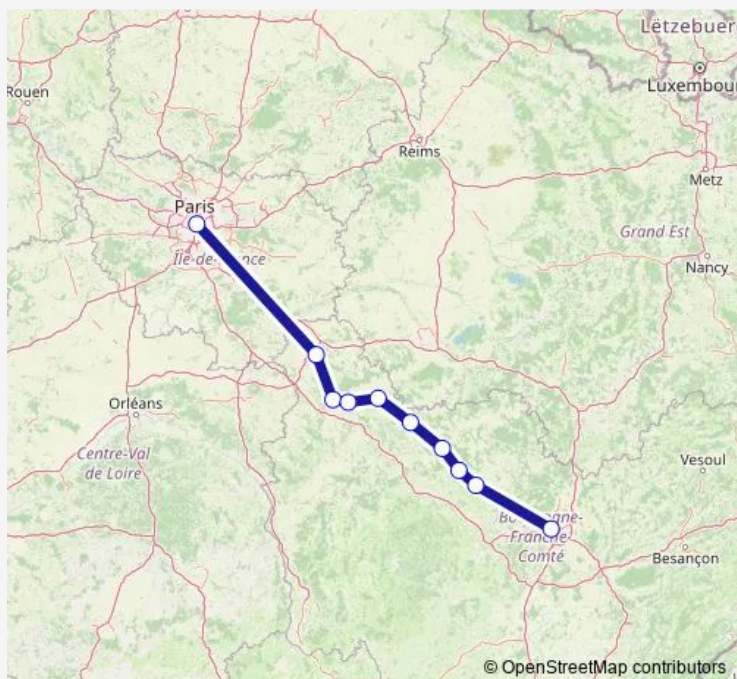 Lëtzebuer
Luxembour
Rouen
Reims
Metz
Paris
Île-de-France
Grand Est
Nancy
Orléans
Centre-Val
de Loire
Vesoul
Bourgogne-
Franche-
Comté
Besançon
© OpenStreetMap contributors